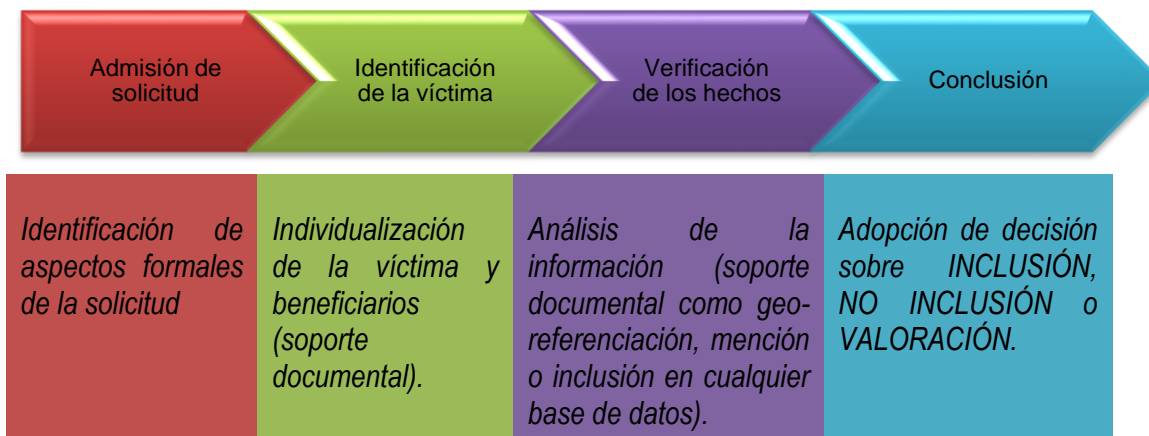 Admisión de
solicitud
Identificación
de la víctima
Verificación
de los hechos
Conclusión
Identificación de
aspectos formales
de la solicitud
Individualización
de la víctima y
beneficiarios
(soporte
documental).
Análisis de la
información (soporte
documental como geo-
referenciación, mención
o inclusión en cualquier
base de datos).
Adopción de decisión
sobre INCLUSIÓN,
NO INCLUSIÓN o
VALORACIÓN.